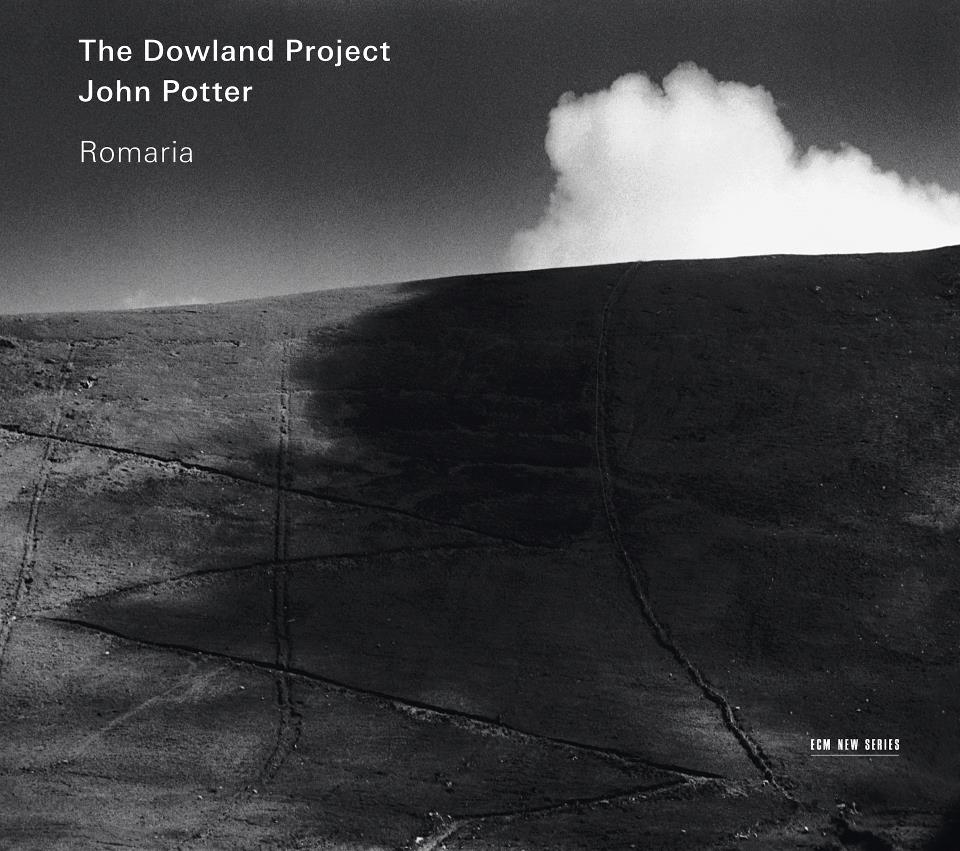 The Dowland Project
John Potter
Romaria
ECM NEW SERIES